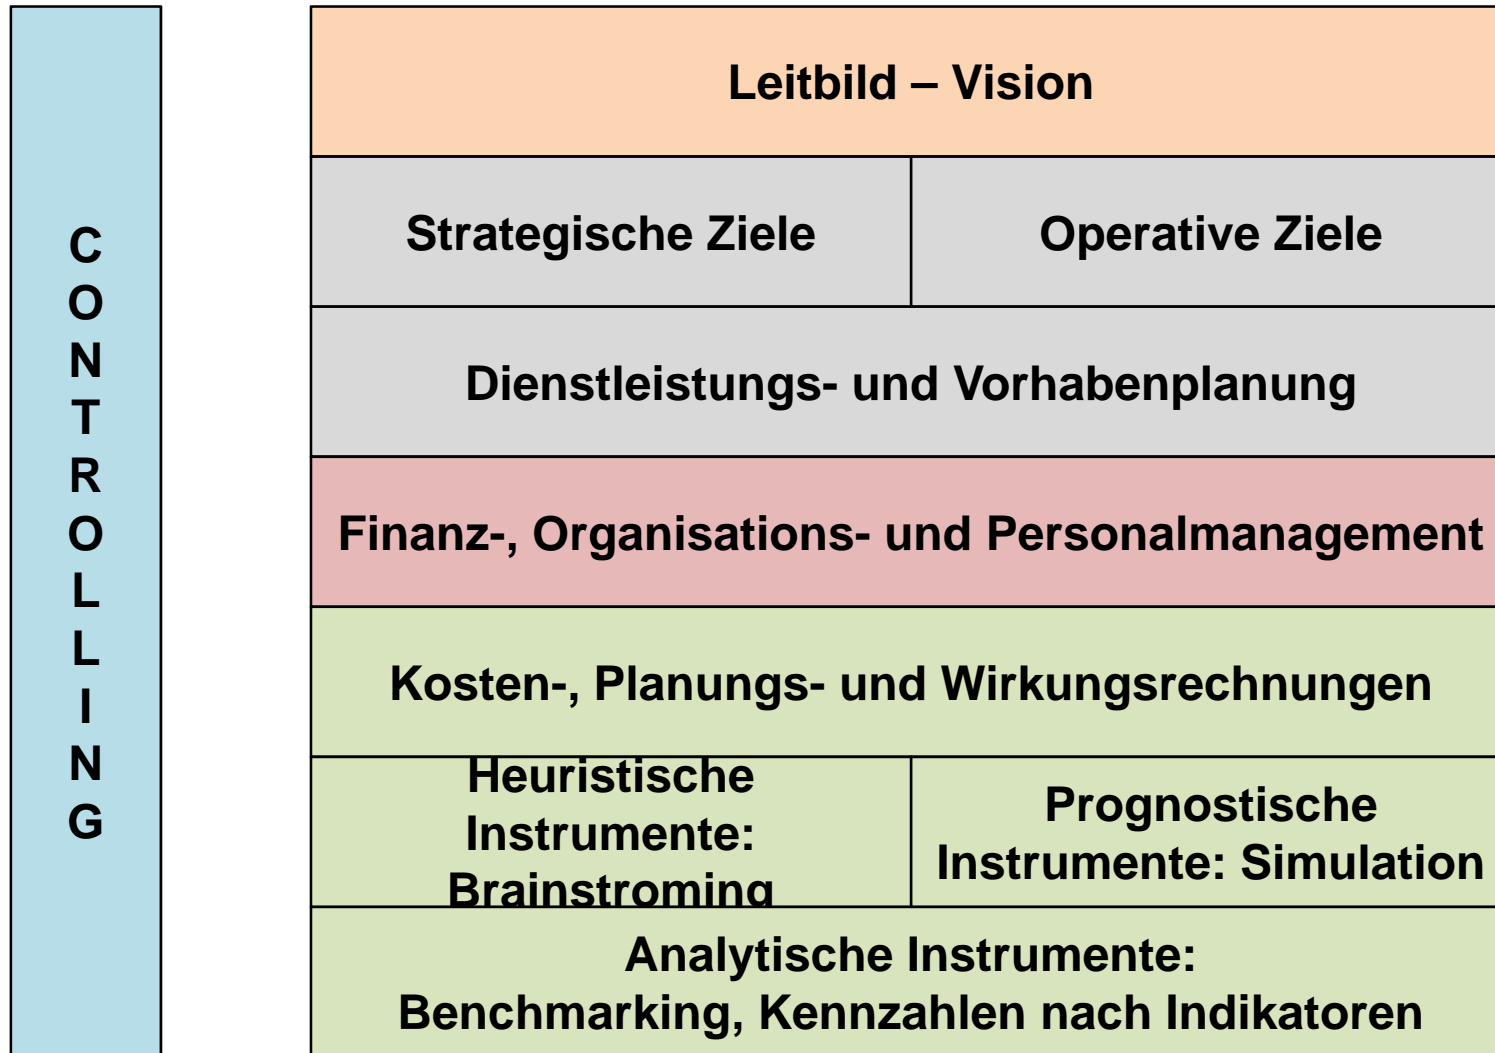 C
O
N
T
R
O
L
L
I
N
G
Leitbild – Vision
Strategische Ziele
Operative Ziele
Dienstleistungs- und Vorhabenplanung
Finanz-, Organisations- und Personalmanagement
Kosten-, Planungs- und Wirkungsrechnungen
Heuristische
Instrumente:
Brainstroming
Prognostische
Instrumente: Simulation
Analytische Instrumente:
Benchmarking, Kennzahlen nach Indikatoren